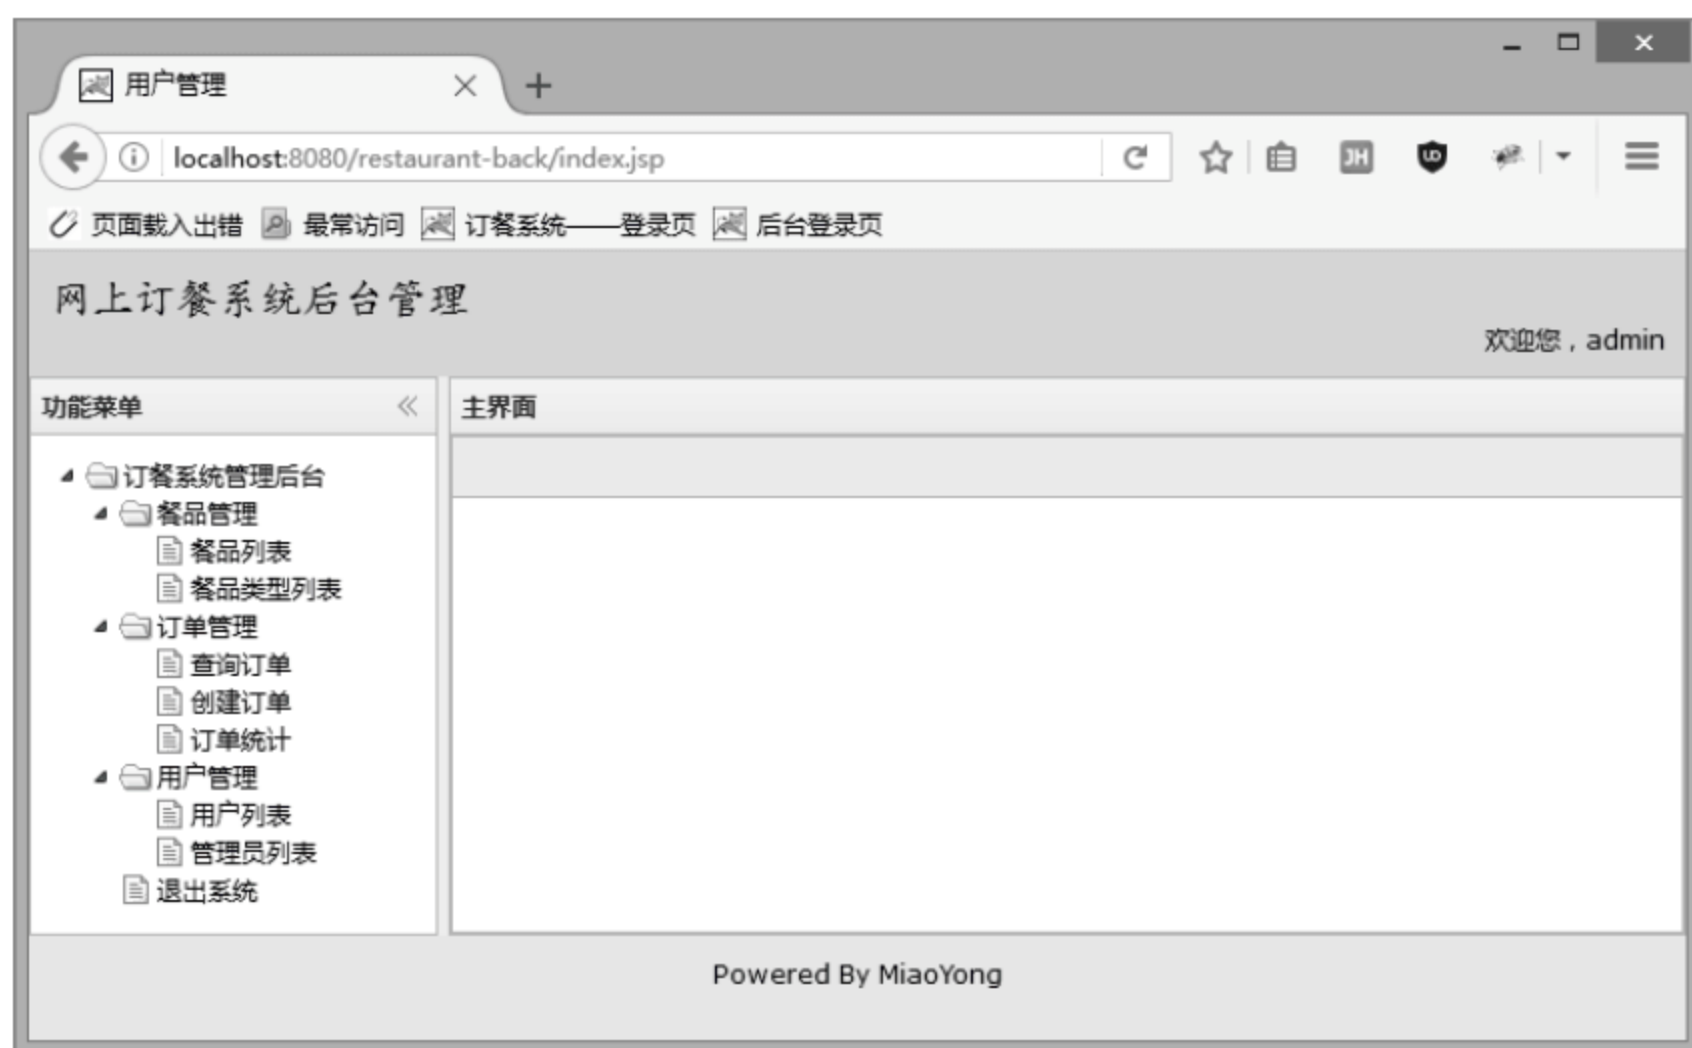 用户管理
localhost:8080/restaurant-back/index.jsp
JH
UD
页面载入出错 最常访问 订餐系统——登录页 后台登录页
网上订餐系统后台管理
欢迎您，admin
功能菜单
主界面
订餐系统管理后台
餐品管理
餐品列表
餐品类型列表
订单管理
查询订单
创建订单
订单统计
用户管理
用户列表
管理员列表
退出系统
Powered By MiaoYong